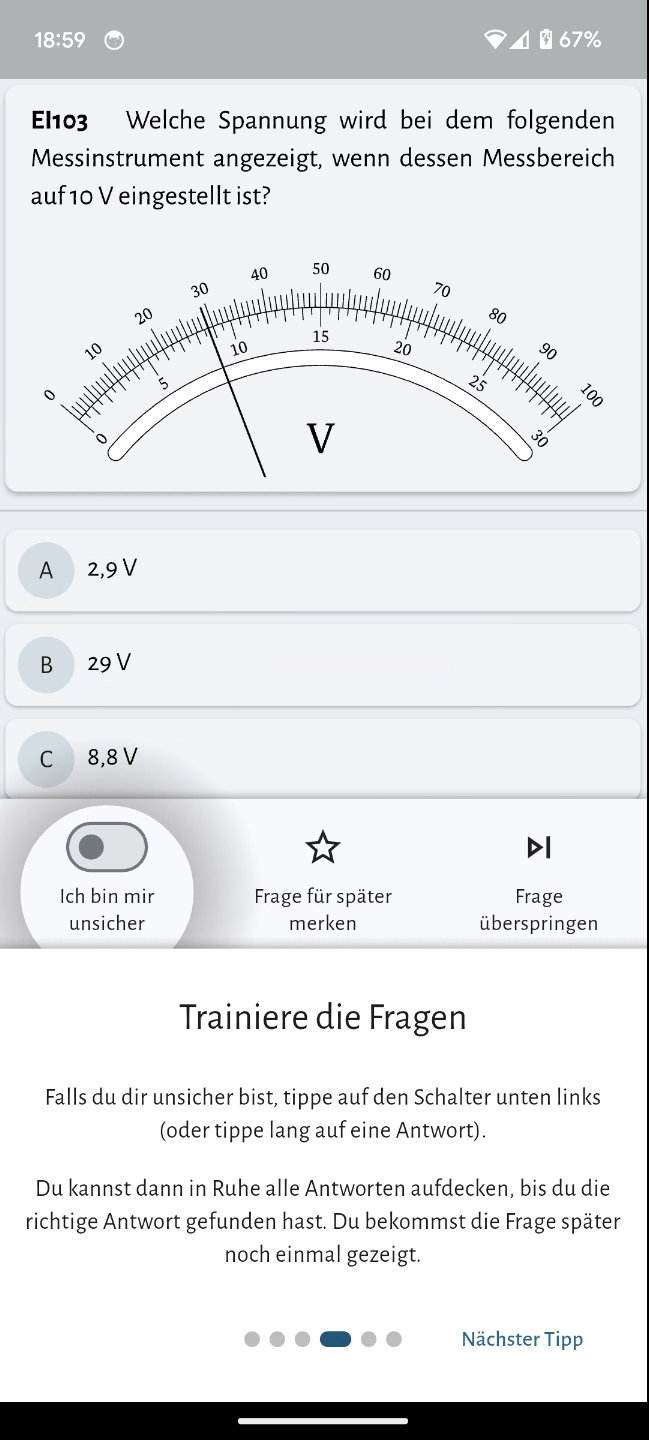 18:59
67%
EI103 Welche Spannung wird bei dem folgenden
Messinstrument angezeigt, wenn dessen Messbereich
auf 10 V eingestellt ist?
0 10 20 30 40 50 60 70 80 90 100
0 5 10 15 20 25 30
V
A 2,9 V
B 29 V
C 8,8 V
Ich bin mir
unsicher
Frage für später
merken
Frage
überspringen
Trainiere die Fragen
Falls du dir unsicher bist, tippe auf den Schalter unten links
(oder tippe lang auf eine Antwort).
Du kannst dann in Ruhe alle Antworten aufdecken, bis du die
richtige Antwort gefunden hast. Du bekommst die Frage später
noch einmal gezeigt.
Nächster Tipp